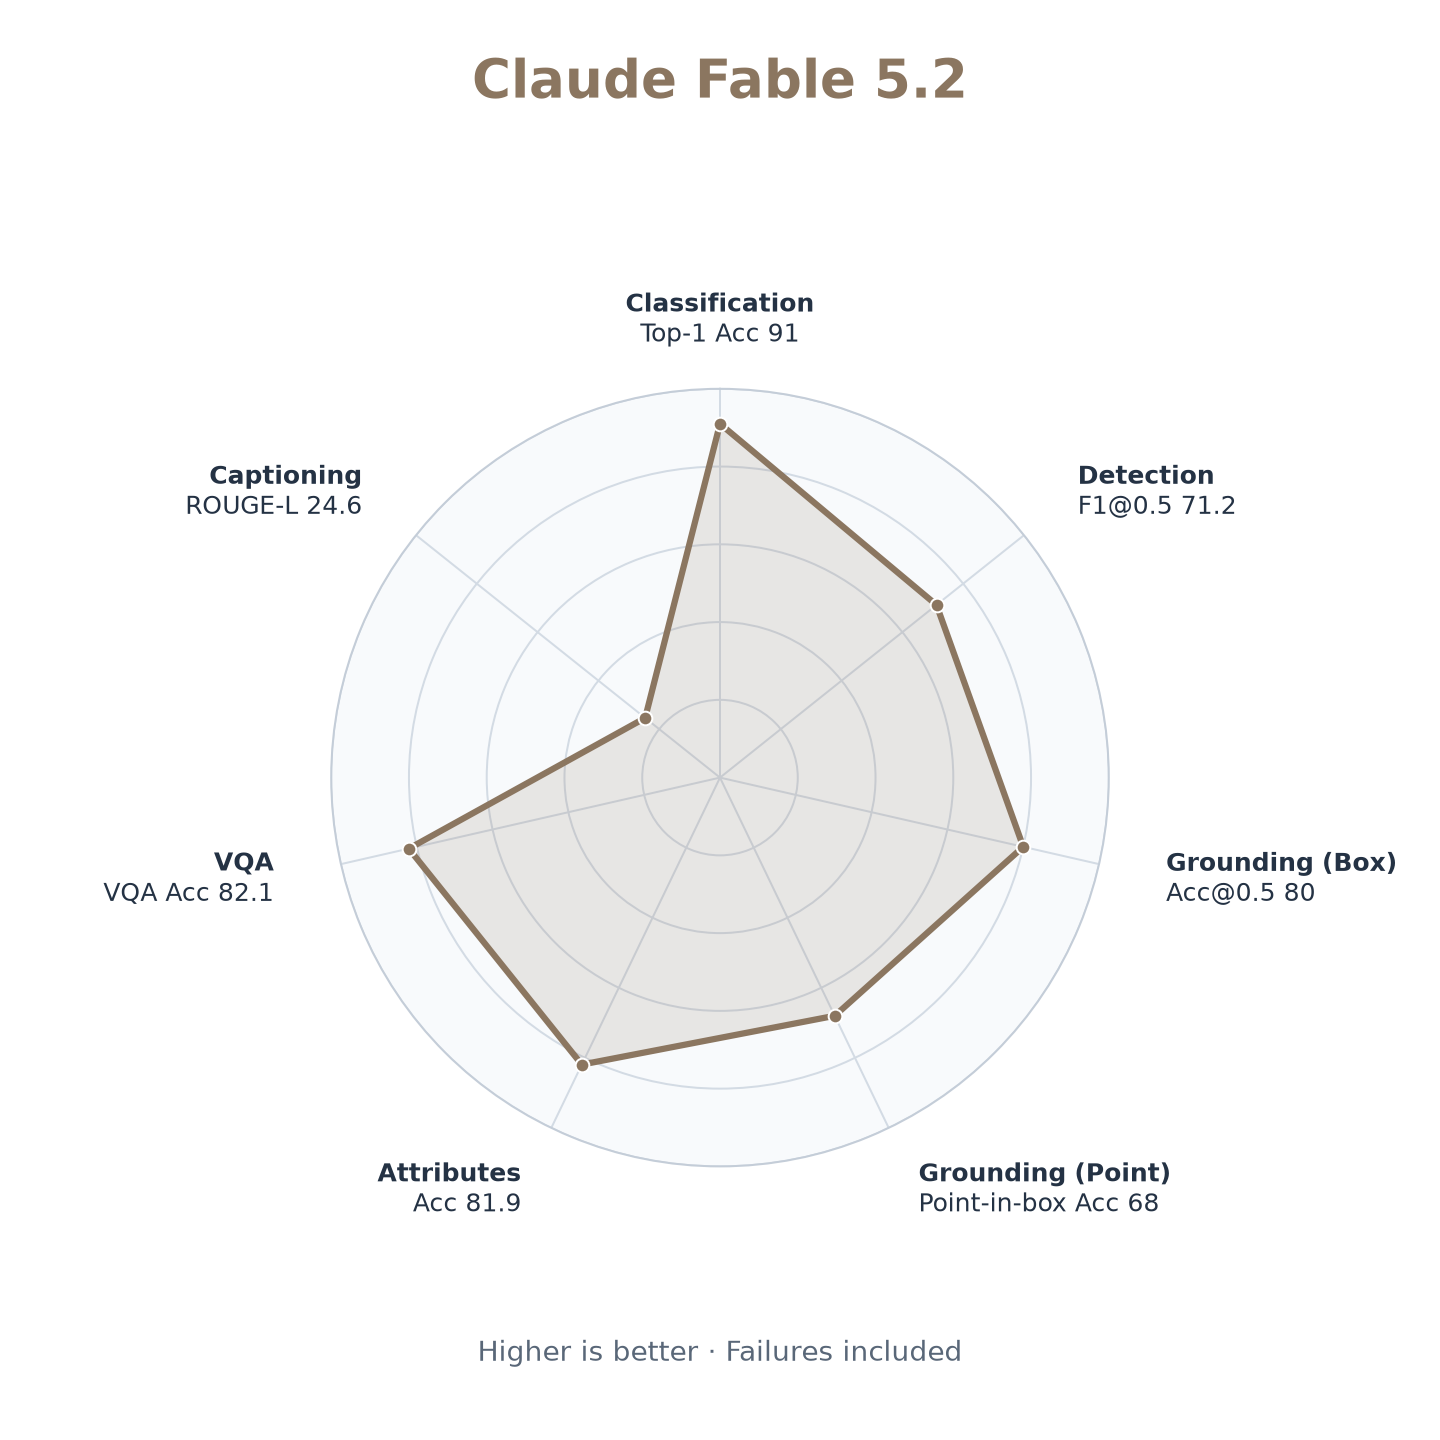 Claude Fable 5.2
Classification
Top-1 Acc 91
Captioning
ROUGE-L 24.6
Detection
F1@0.5 71.2
VQA
VQA Acc 82.1
Grounding (Box)
Acc@0.5 80
Attributes
Acc 81.9
Grounding (Point)
Point-in-box Acc 68
Higher is better · Failures included